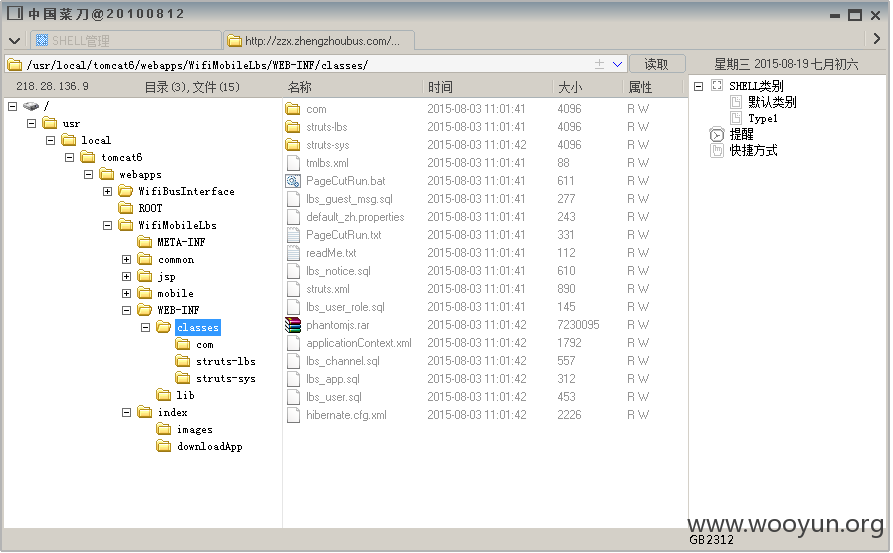 中国菜刀@20100812
SHELL管理
http://zzx.zhengzhoubus.com/...
/usr/local/tomcat6/webapps/WifiMobileLbs/WEB-INF/classes/
读取
星期三 2015-08-19 七月初六
218.28.136.9
目录(3),文件(15)
名称 时间 大小 属性
/
usr
local
tomcat6
webapps
WifiBusInterface
ROOT
WifiMobileLbs
META-INF
common
jsp
mobile
WEB-INF
classes
com
struts-lbs
struts-sys
lib
index
images
downloadApp
com 2015-08-03 11:01:41 4096 R W
struts-lbs 2015-08-03 11:01:41 4096 R W
struts-sys 2015-08-03 11:01:42 4096 R W
tmlbs.xml 2015-08-03 11:01:41 88 R W
PageCutRun.bat 2015-08-03 11:01:41 611 R W
lbs_guest_msg.sql 2015-08-03 11:01:41 277 R W
default_zh.properties 2015-08-03 11:01:41 243 R W
PageCutRun.txt 2015-08-03 11:01:41 331 R W
readMe.txt 2015-08-03 11:01:41 112 R W
lbs_notice.sql 2015-08-03 11:01:41 610 R W
struts.xml 2015-08-03 11:01:41 890 R W
lbs_user_role.sql 2015-08-03 11:01:41 145 R W
phantomjs.rar 2015-08-03 11:01:42 7230095 R W
applicationContext.xml 2015-08-03 11:01:42 1792 R W
lbs_channel.sql 2015-08-03 11:01:42 557 R W
lbs_app.sql 2015-08-03 11:01:42 312 R W
lbs_user.sql 2015-08-03 11:01:42 453 R W
hibernate.cfg.xml 2015-08-03 11:01:42 2226 R W
SHELL类别
默认类别
Type1
提醒
快捷方式
www.wooyun.org
GB2312